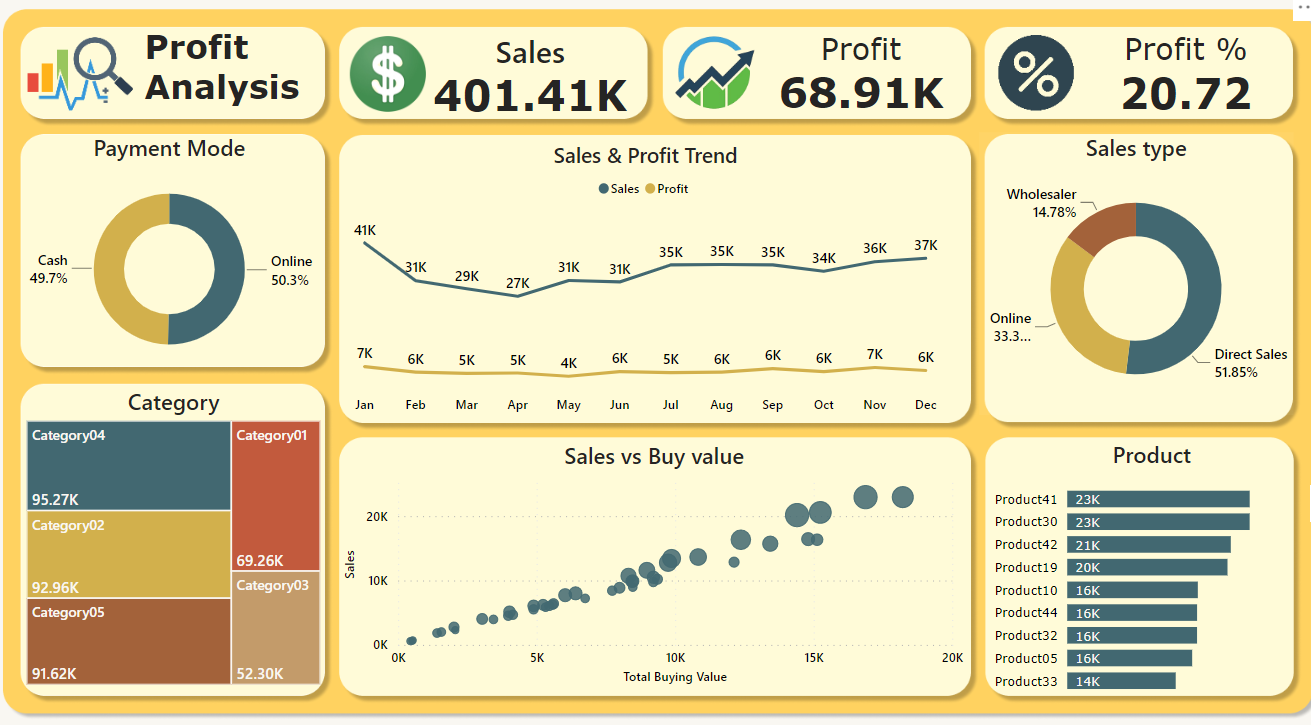 Profit
Analysis
Sales
401.41K
Profit
68.91K
Profit %
20.72
Payment Mode
Cash
49.7%
Online
50.3%
Sales & Profit Trend
Sales Profit
41K 31K 29K 27K 31K 31K 35K 35K 35K 34K 36K 37K
7K 6K 5K 5K 4K 6K 5K 6K 6K 6K 7K 6K
Jan Feb Mar Apr May Jun Jul Aug Sep Oct Nov Dec
Sales type
Wholesaler
14.78%
Online
33.3...
Direct Sales
51.85%
Category
Category04
95.27K
Category02
92.96K
Category05
91.62K
Category01
69.26K
Category03
52.30K
Sales vs Buy value
Sales
20K
10K
0K
0K 5K 10K 15K 20K
Total Buying Value
Product
Product41 23K
Product30 23K
Product42 21K
Product19 20K
Product10 16K
Product44 16K
Product32 16K
Product05 16K
Product33 14K